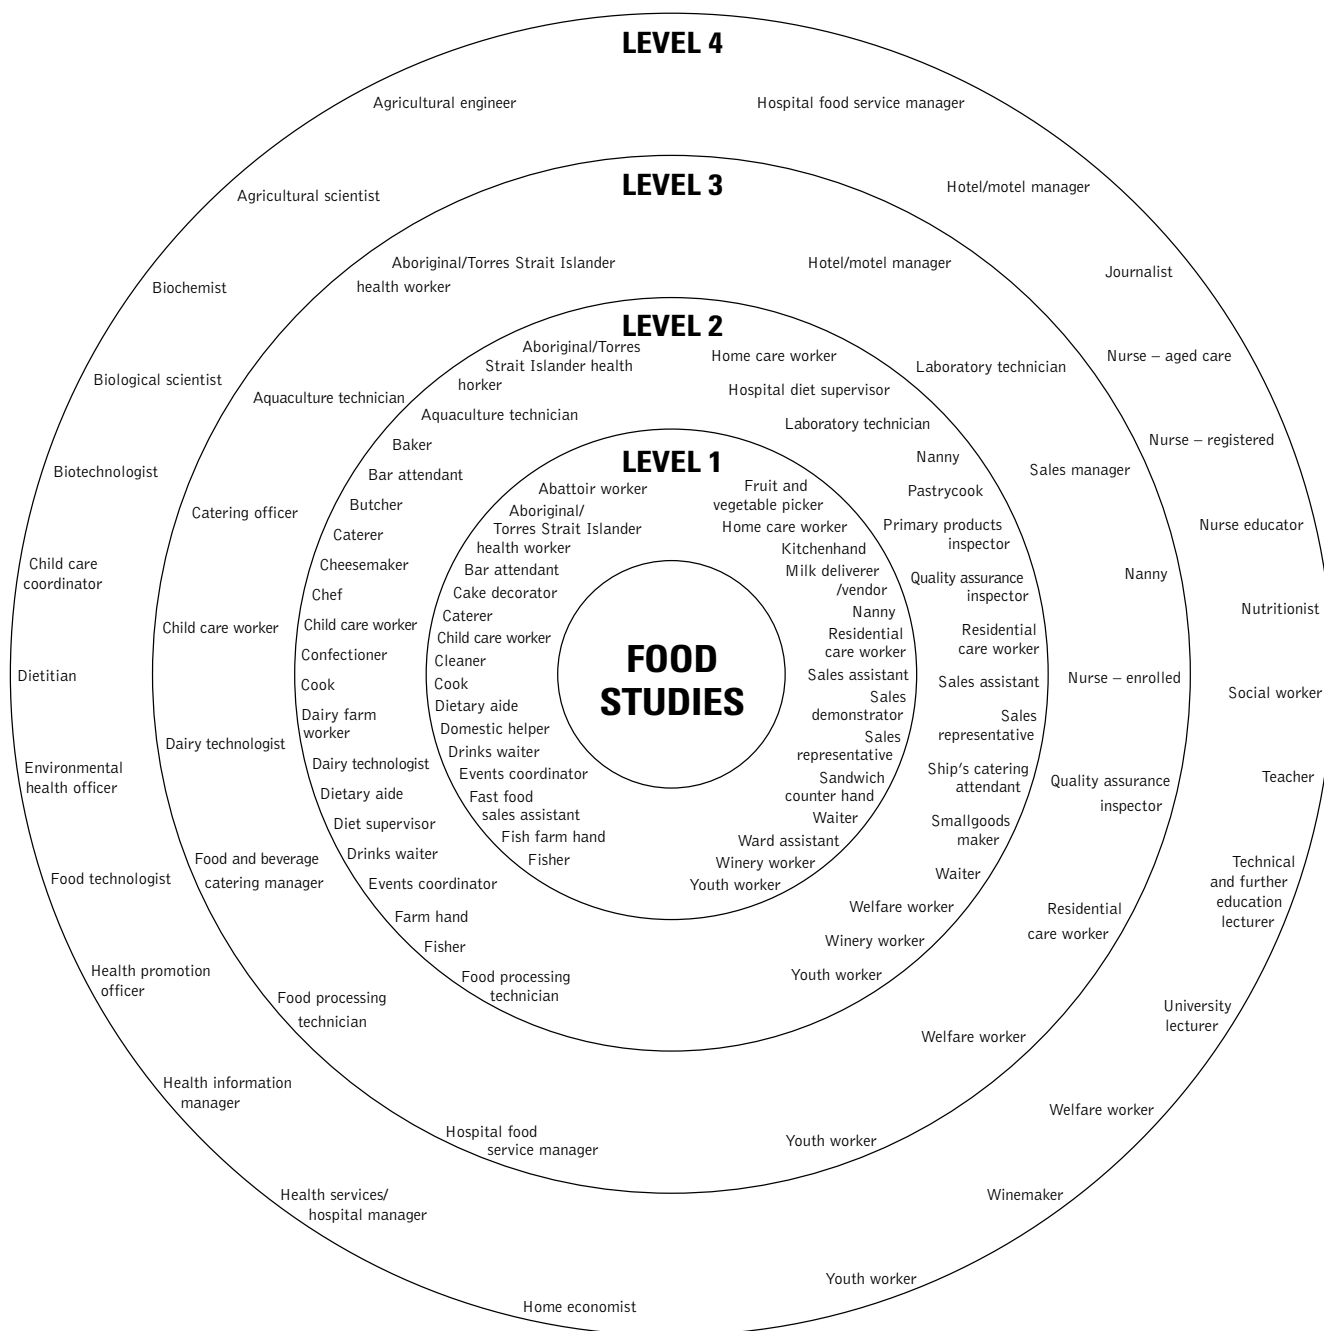 LEVEL 4
Agricultural engineer
Agricultural scientist
Biochemist
Biological scientist
Biotechnologist
Child care
coordinator
Dietitian
Environmental
health officer
Food technologist
Health promotion
officer
Health information
manager
Health services/
hospital manager
Home economist
Hospital food service manager
Hotel/motel manager
Journalist
Nurse – aged care
Nurse – registered
Nurse educator
Nutritionist
Social worker
Teacher
Technical
and further
education
lecturer
University
lecturer
Welfare worker
Winemaker
Youth worker
LEVEL 3
Aboriginal/Torres Strait Islander
health worker
Aquaculture technician
Catering officer
Child care worker
Dairy technologist
Food and beverage
catering manager
Food processing
technician
Hospital food
service manager
Hotel/motel manager
Laboratory technician
Sales manager
Nanny
Nurse – enrolled
Quality assurance
inspector
Residential
care worker
Welfare worker
Youth worker
LEVEL 2
Aboriginal/Torres
Strait Islander health
horker
Aquaculture technician
Baker
Bar attendant
Butcher
Caterer
Cheesemaker
Chef
Child care worker
Confectioner
Cook
Dairy farm
worker
Dairy technologist
Dietary aide
Diet supervisor
Drinks waiter
Events coordinator
Farm hand
Fisher
Food processing
technician
Home care worker
Hospital diet supervisor
Laboratory technician
Nanny
Pastrycook
Primary products
inspector
Quality assurance
inspector
Residential
care worker
Sales assistant
Sales
representative
Ship's catering
attendant
Smallgoods
maker
Waiter
Welfare worker
Winery worker
Youth worker
LEVEL 1
Abattoir worker
Aboriginal/
Torres Strait Islander
health worker
Bar attendant
Cake decorator
Caterer
Child care worker
Cleaner
Cook
Dietary aide
Domestic helper
Drinks waiter
Events coordinator
Fast food
sales assistant
Fish farm hand
Fisher
Fruit and
vegetable picker
Home care worker
Kitchenhand
Milk deliverer
/vendor
Nanny
Residential
care worker
Sales assistant
Sales
demonstrator
Sales
representative
Sandwich
counter hand
Waiter
Ward assistant
Winery worker
Youth worker
FOOD
STUDIES